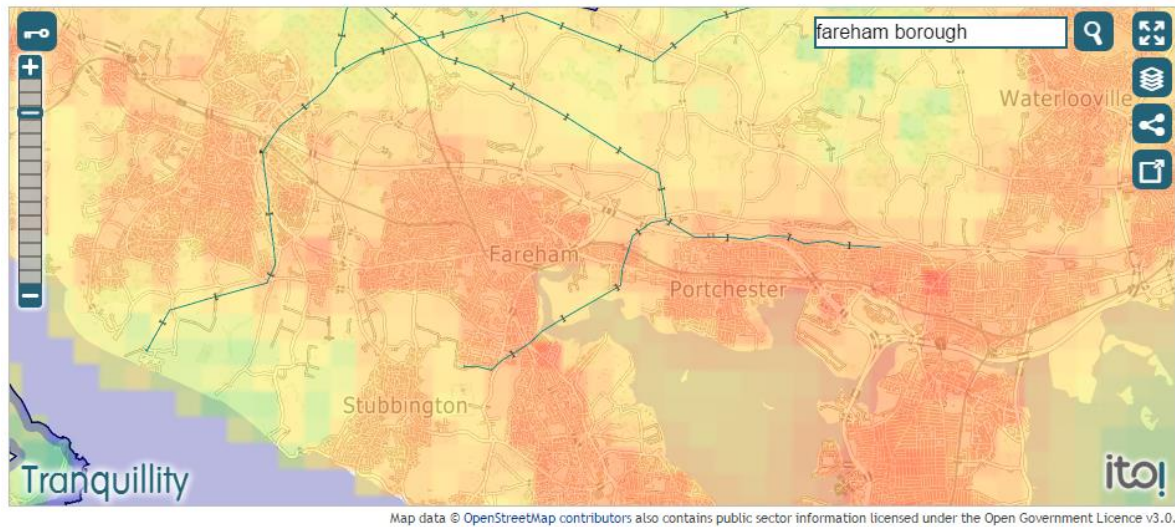 fareham borough
Waterlooville
Fareham
Portchester
Stubbington
Tranquillity
ito!
Map data © OpenStreetMap contributors also contains public sector information licensed under the Open Government Licence v3.0